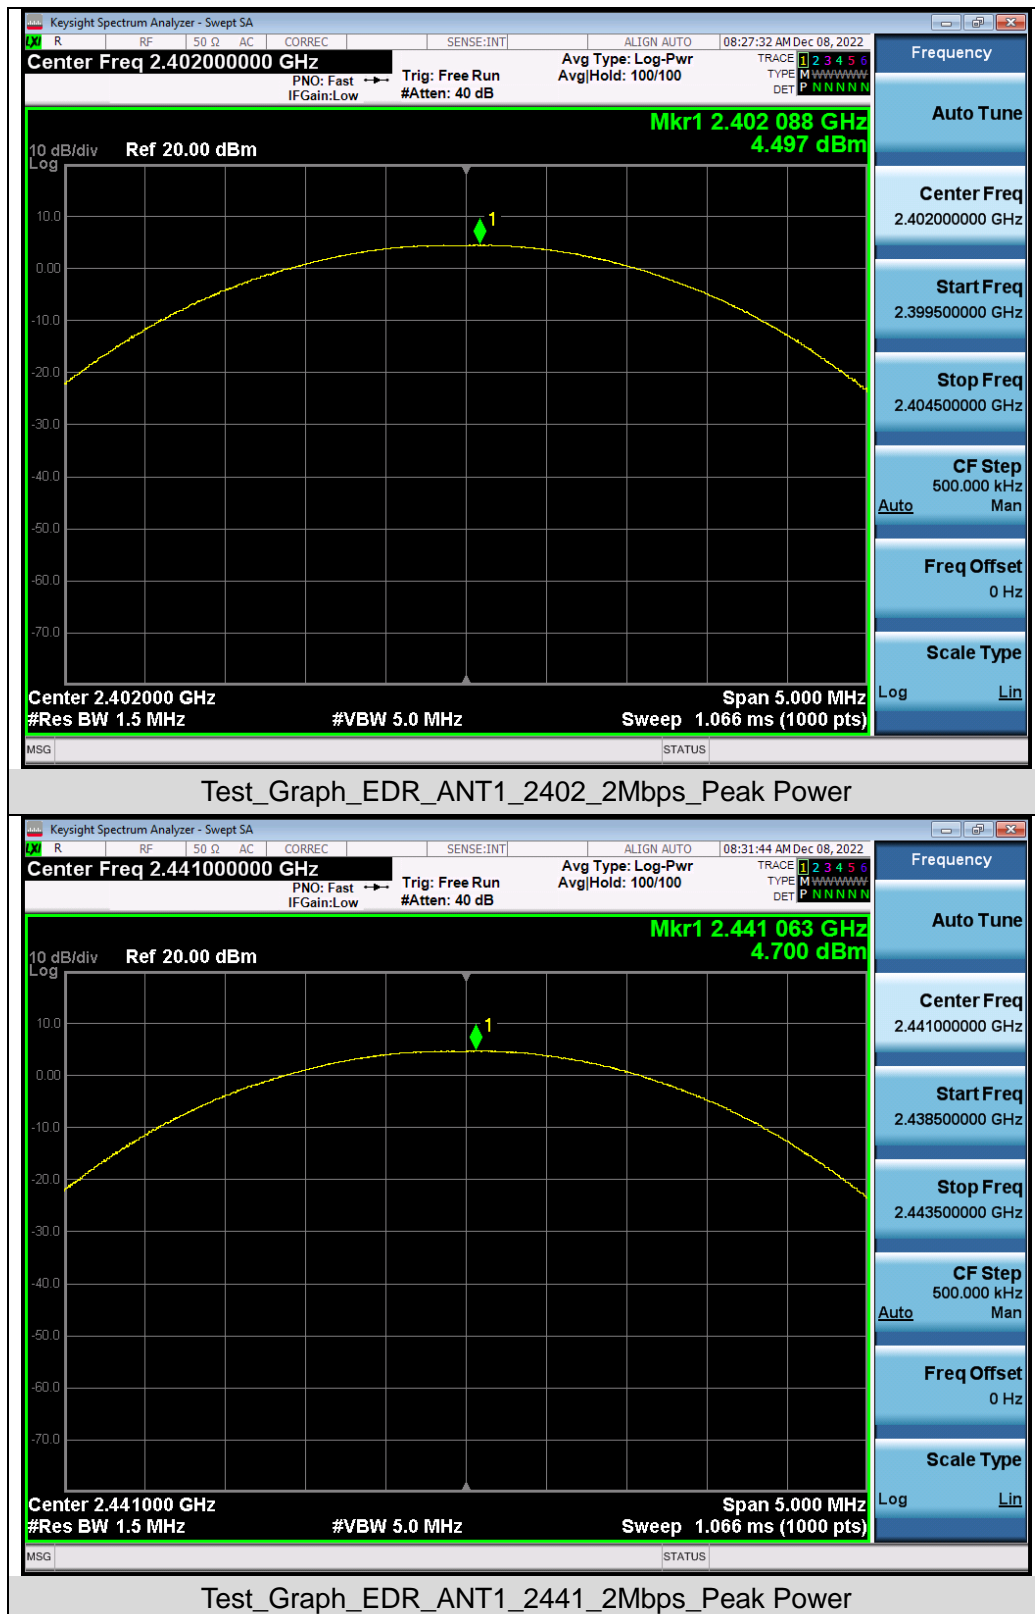 Keysight Spectrum Analyzer - Swept SA
LXI R RF 50 Ω AC CORREC SENSE:INT ALIGN AUTO 08:27:32 AM Dec 08, 2022
Center Freq 2.402000000 GHz
PNO: Fast
IFGain:Low
Trig: Free Run
#Atten: 40 dB
Avg Type: Log-Pwr
Avg|Hold: 100/100
TRACE 1 2 3 4 5 6
TYPE M W W W W W
DET P N N N N N
Mkr1 2.402 088 GHz
4.497 dBm
10 dB/div Ref 20.00 dBm
Log
1
10.0
0.00
-10.0
-20.0
-30.0
-40.0
-50.0
-60.0
-70.0
Center 2.402000 GHz Span 5.000 MHz
#Res BW 1.5 MHz #VBW 5.0 MHz Sweep 1.066 ms (1000 pts)
MSG STATUS
Frequency
Auto Tune
Center Freq
2.402000000 GHz
Start Freq
2.399500000 GHz
Stop Freq
2.404500000 GHz
CF Step
500.000 kHz
Auto Man
Freq Offset
0 Hz
Scale Type
Log Lin
Test_Graph_EDR_ANT1_2402_2Mbps_Peak Power
Keysight Spectrum Analyzer - Swept SA
LXI R RF 50 Ω AC CORREC SENSE:INT ALIGN AUTO 08:31:44 AM Dec 08, 2022
Center Freq 2.441000000 GHz
PNO: Fast
IFGain:Low
Trig: Free Run
#Atten: 40 dB
Avg Type: Log-Pwr
Avg|Hold: 100/100
TRACE 1 2 3 4 5 6
TYPE M W W W W W
DET P N N N N N
Mkr1 2.441 063 GHz
4.700 dBm
10 dB/div Ref 20.00 dBm
Log
1
10.0
0.00
-10.0
-20.0
-30.0
-40.0
-50.0
-60.0
-70.0
Center 2.441000 GHz Span 5.000 MHz
#Res BW 1.5 MHz #VBW 5.0 MHz Sweep 1.066 ms (1000 pts)
MSG STATUS
Frequency
Auto Tune
Center Freq
2.441000000 GHz
Start Freq
2.438500000 GHz
Stop Freq
2.443500000 GHz
CF Step
500.000 kHz
Auto Man
Freq Offset
0 Hz
Scale Type
Log Lin
Test_Graph_EDR_ANT1_2441_2Mbps_Peak Power